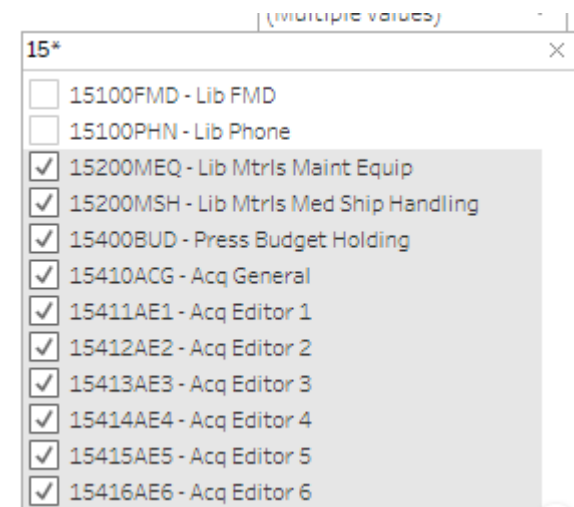 (Multiple values)
15*
15100FMD - Lib FMD
15100PHN - Lib Phone
15200MEQ - Lib Mtrls Maint Equip
15200MSH - Lib Mtrls Med Ship Handling
15400BUD - Press Budget Holding
15410ACG - Acq General
15411AE1 - Acq Editor 1
15412AE2 - Acq Editor 2
15413AE3 - Acq Editor 3
15414AE4 - Acq Editor 4
15415AE5 - Acq Editor 5
15416AE6 - Acq Editor 6